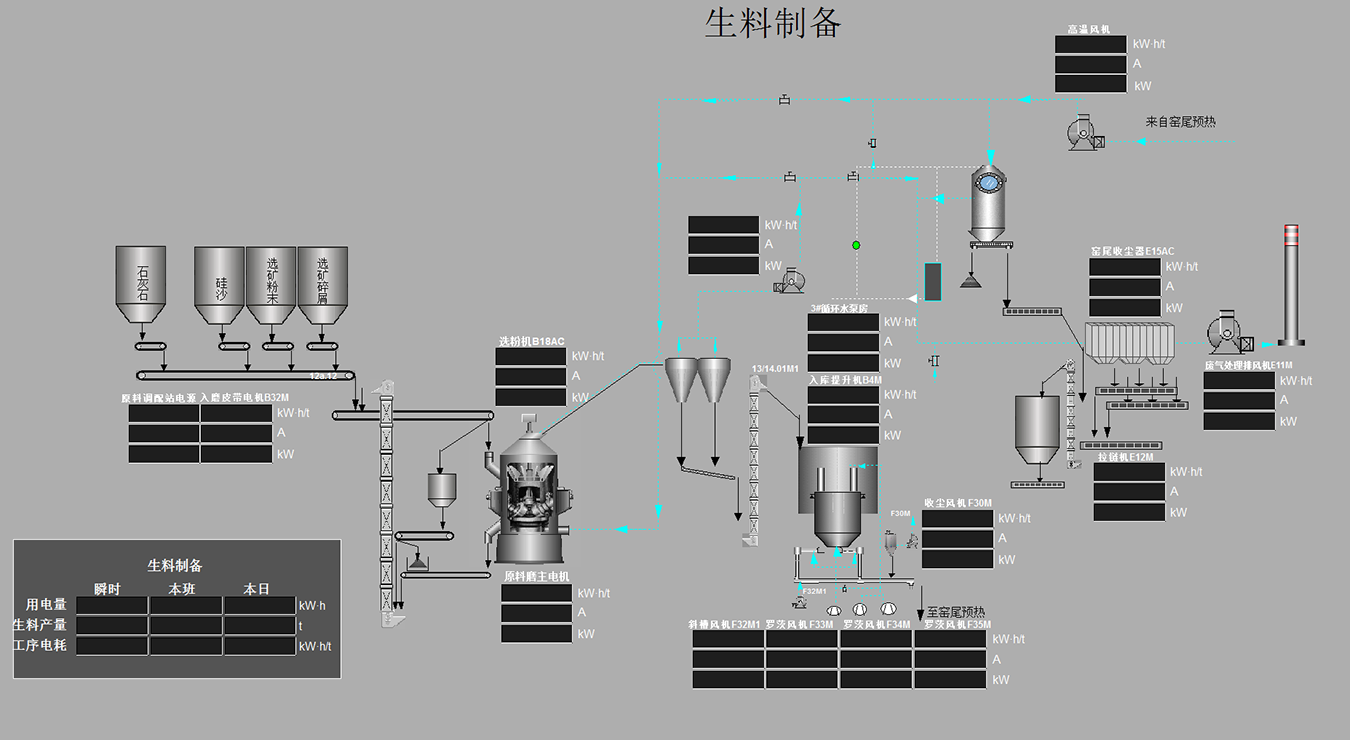 生料制备
高温风机
kW·h/t
A
kW
来自窑尾预热
kW·h/t
A
kW
石灰石
硅沙
选矿粉末
选矿碎屑
窑尾收尘器E15AC
kW·h/t
A
kW
3#循环水泵房
kW·h/t
A
kW
选粉机B18AC
kW·h/t
A
kW
13/14.01M1
入库提升机B4M
kW·h/t
A
kW
废气处理排风机E11M
kW·h/t
A
kW
12a.12
原料调配站电源 入磨皮带电机B32M
kW·h/t
A
kW
拉链机E12M
kW·h/t
A
kW
收尘风机F30M
F30M
kW·h/t
A
kW
原料磨主电机
kW·h/t
A
kW
F32M1
至窑尾预热
斜槽风机F32M1 罗茨风机F33M 罗茨风机F34M 罗茨风机F35M
kW·h/t
A
kW
生料制备
瞬时 本班 本日
用电量 kW·h
生料产量 t
工序电耗 kW·h/t